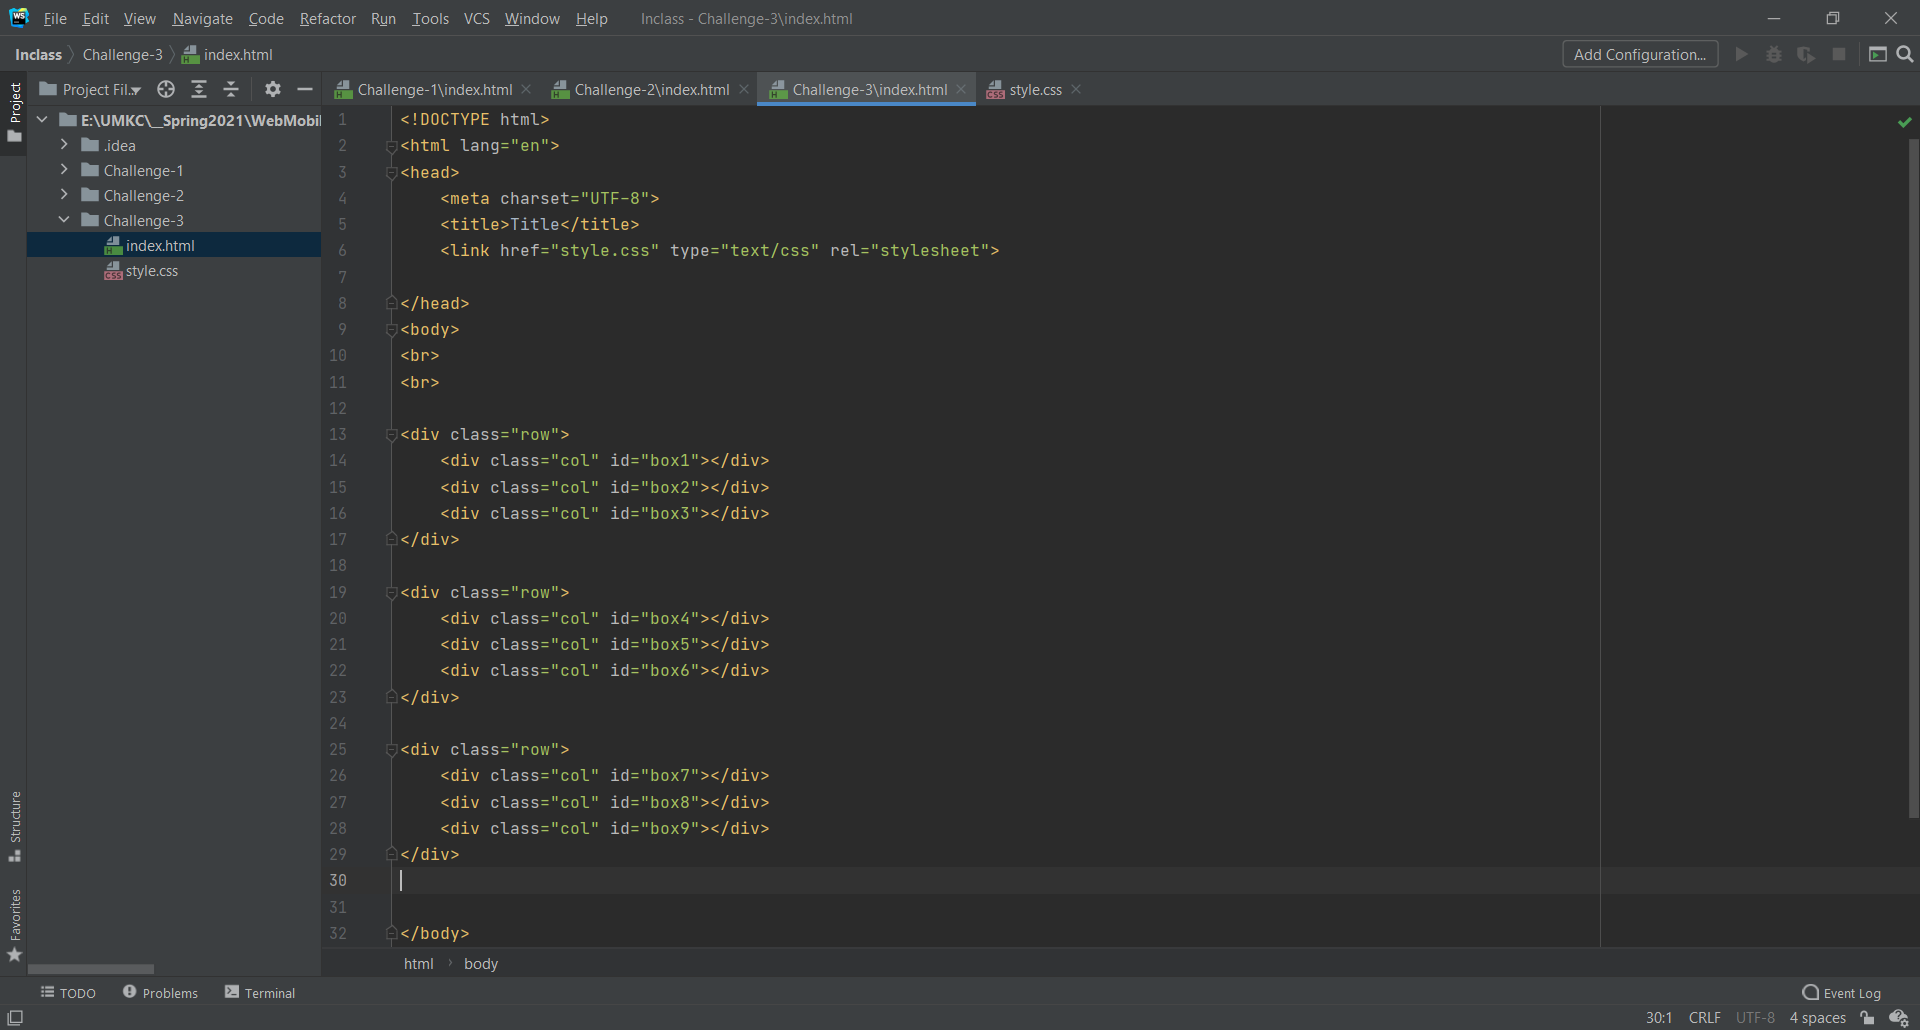 WS File Edit View Navigate Code Refactor Run Tools VCS Window Help Inclass - Challenge-3\index.html
Inclass Challenge-3 index.html Add Configuration...
Project
Project Fil..
E:\UMKC\__Spring2021\WebMobil
.idea
Challenge-1
Challenge-2
Challenge-3
index.html
style.css
Structure
Favorites
Challenge-1\index.html Challenge-2\index.html Challenge-3\index.html style.css
1 <!DOCTYPE html>
2 <html lang="en">
3 <head>
4 <meta charset="UTF-8">
5 <title>Title</title>
6 <link href="style.css" type="text/css" rel="stylesheet">
7
8 </head>
9 <body>
10 <br>
11 <br>
12
13 <div class="row">
14 <div class="col" id="box1"></div>
15 <div class="col" id="box2"></div>
16 <div class="col" id="box3"></div>
17 </div>
18
19 <div class="row">
20 <div class="col" id="box4"></div>
21 <div class="col" id="box5"></div>
22 <div class="col" id="box6"></div>
23 </div>
24
25 <div class="row">
26 <div class="col" id="box7"></div>
27 <div class="col" id="box8"></div>
28 <div class="col" id="box9"></div>
29 </div>
30
31
32 </body>
html body
TODO Problems Terminal Event Log
30:1 CRLF UTF-8 4 spaces